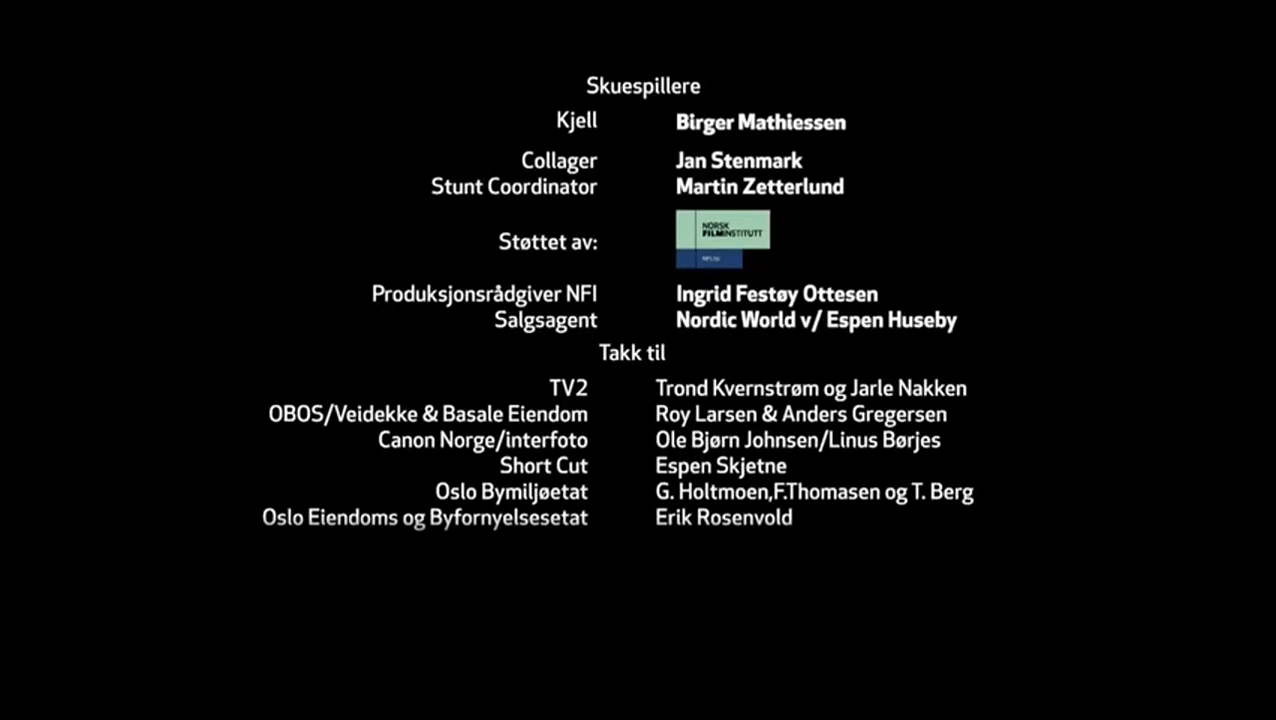 Skuespillere
Kjell Birger Mathiessen
Collager Jan Stenmark
Stunt Coordinator Martin Zetterlund
NORSK
FILMINSTITUTT
Støttet av:
Produksjonsrådgiver NFI Ingrid Festøy Ottesen
Salgsagent Nordic World v/ Espen Huseby
Takk til
TV2 Trond Kvernstrøm og Jarle Nakken
OBOS/Veidekke & Basale Eiendom Roy Larsen & Anders Gregersen
Canon Norge/interfoto Ole Bjørn Johnsen/Linus Børjes
Short Cut Espen Skjetne
Oslo Bymiljøetat G. Holtmoen,F.Thomasen og T. Berg
Oslo Eiendoms og Byfornyelsesetat Erik Rosenvold